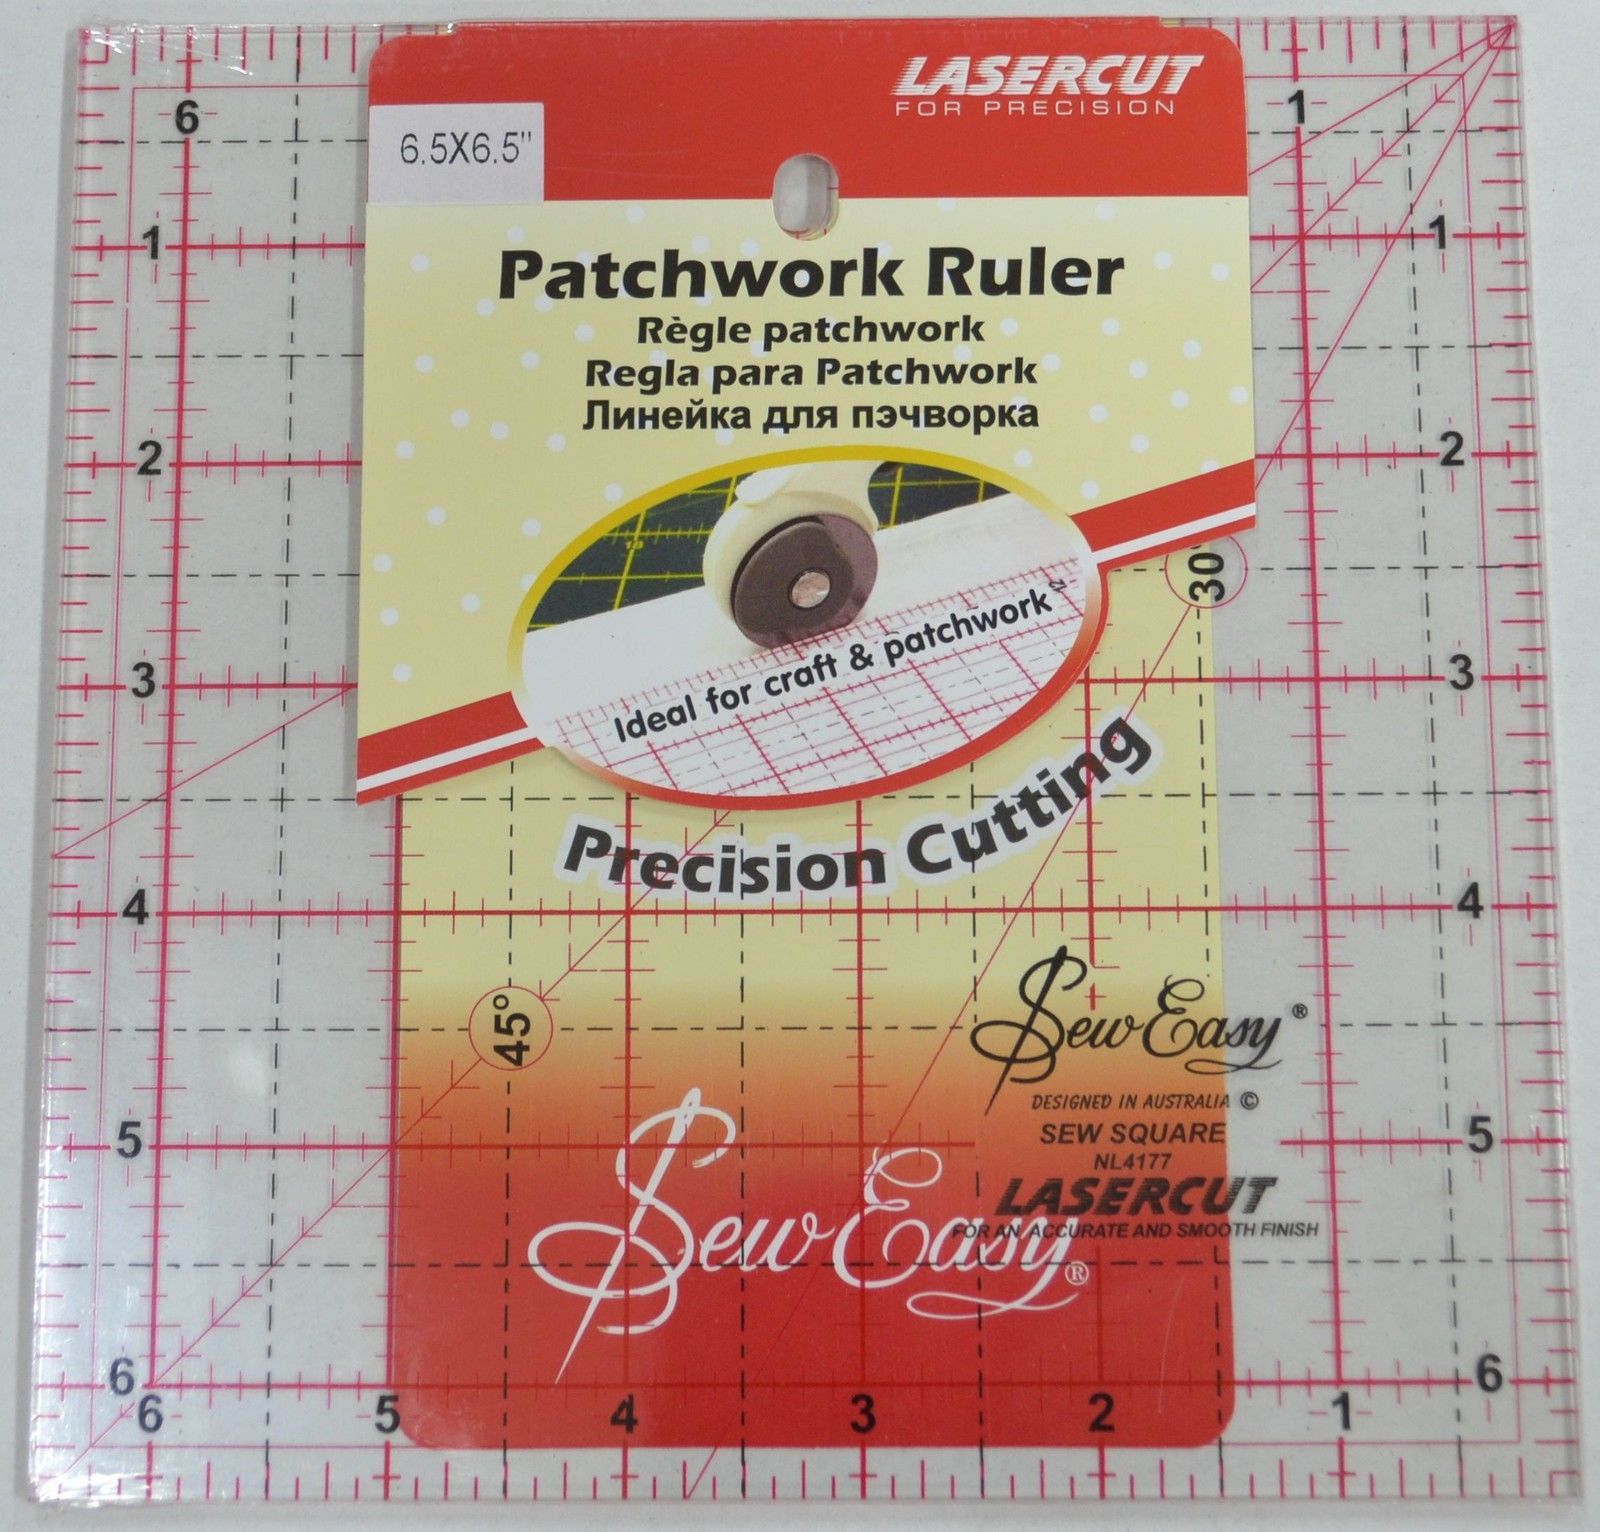 LASERCUT
FOR PRECISION
6.5X6.5"
Patchwork Ruler
Règle patchwork
Regla para Patchwork
Линейка для пэчворка
Ideal for craft & patchwork
Precision Cutting
Sew Easy®
DESIGNED IN AUSTRALIA ©
SEW SQUARE
NL4177
LASERCUT
FOR AN ACCURATE AND SMOOTH FINISH
Sew Easy®
6 1
1 1
2 2
30°
3 3
4 4
45°
5 5
6 6
6 5 4 3 2 1